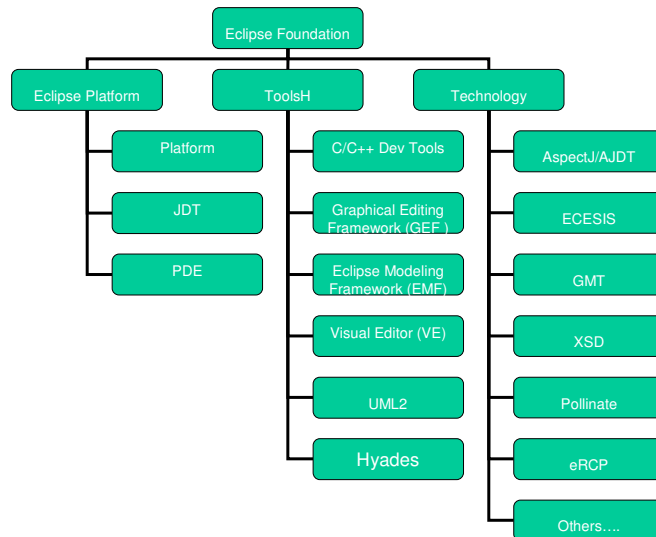 Eclipse Foundation
Eclipse Platform
ToolsH
Technology
Platform
JDT
PDE
C/C++ Dev Tools
Graphical Editing
Framework (GEF )
Eclipse Modeling
Framework (EMF)
Visual Editor (VE)
UML2
Hyades
AspectJ/AJDT
ECESIS
GMT
XSD
Pollinate
eRCP
Others….